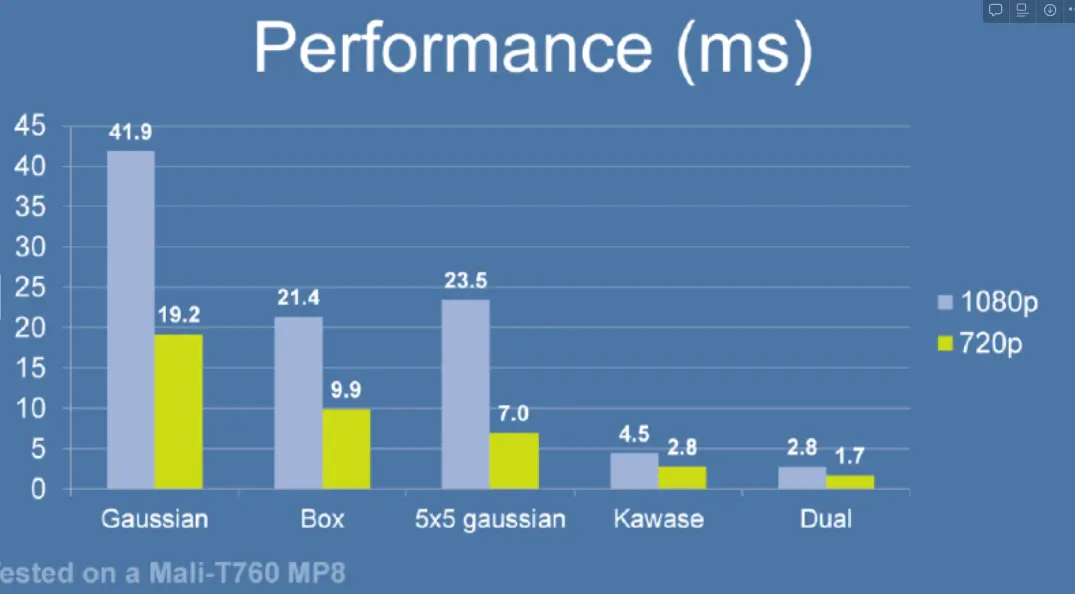 Performance (ms)
45
40
35
30
25
20
15
10
5
0
41.9
19.2
21.4
9.9
23.5
7.0
4.5
2.8
2.8
1.7
Gaussian
Box
5x5 gaussian
Kawase
Dual
1080p
720p
ested on a Mali-T760 MP8